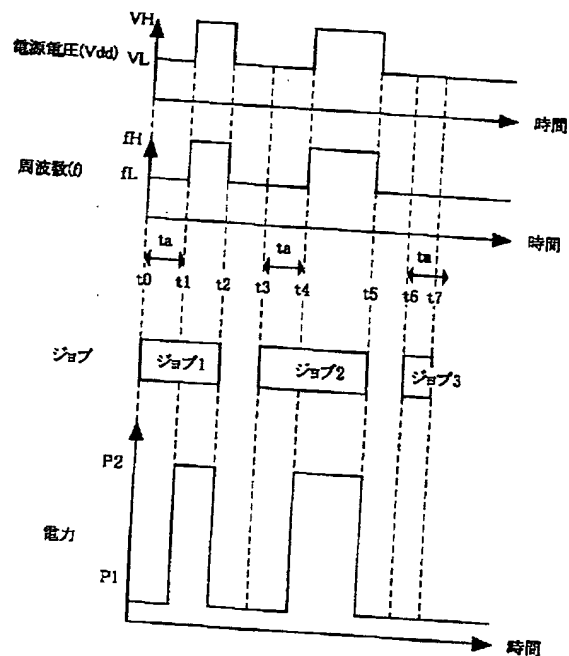 VH
電源電圧(Vdd)
VL
時間
fH
周波数(f)
fL
時間
ta
ta
ta
t0
t1
t2
t3
t4
t5
t6
t7
ジョブ
ジョブ1
ジョブ2
ジョブ3
P2
電力
P1
時間